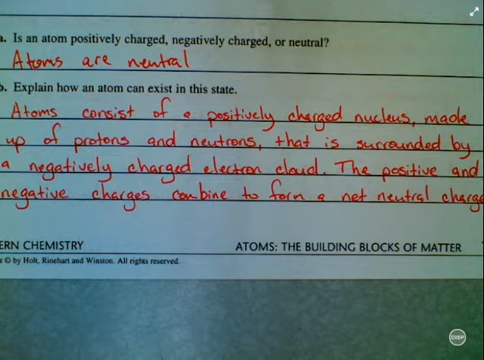 a. Is an atom positively charged, negatively charged, or neutral?
Atoms are neutral
b. Explain how an atom can exist in this state.
Atoms consist of a positively charged nucleus, made
up of protons and neutrons, that is surrounded by
a negatively charged electron cloud. The positive and
negative charges combine to form a net neutral charge
ERN CHEMISTRY ATOMS: THE BUILDING BLOCKS OF MATTER
t © by Holt, Rinehart and Winston. All rights reserved.
DISP